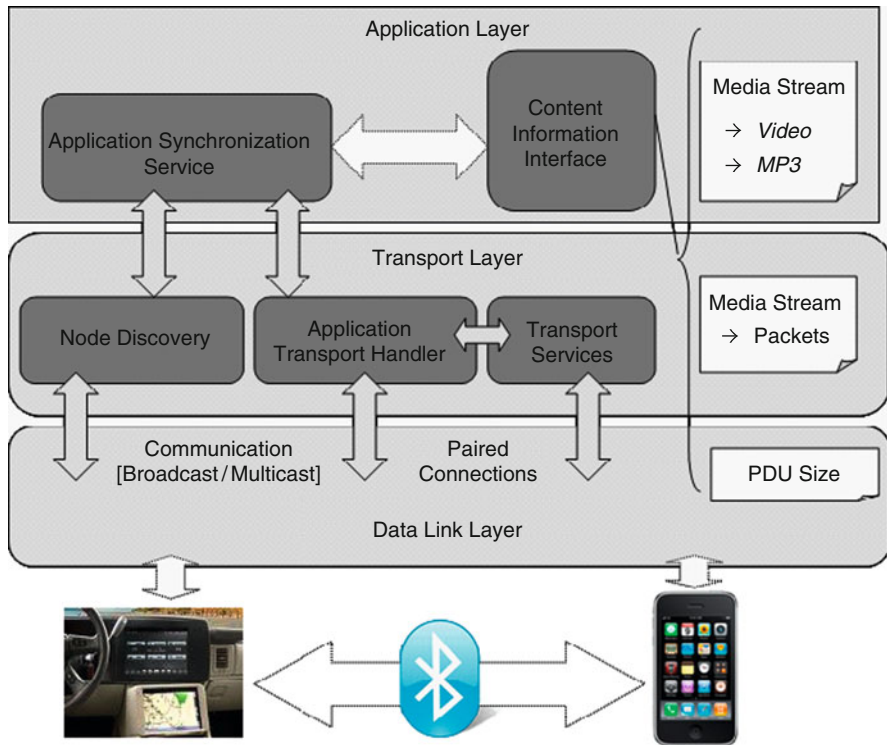 Application Layer
Application Synchronization
Service
Content
Information
Interface
Media Stream
→ Video
→ MP3
Transport Layer
Node Discovery
Application
Transport Handler
Transport
Services
Media Stream
→ Packets
Communication
[Broadcast/Multicast]
Paired
Connections
PDU Size
Data Link Layer